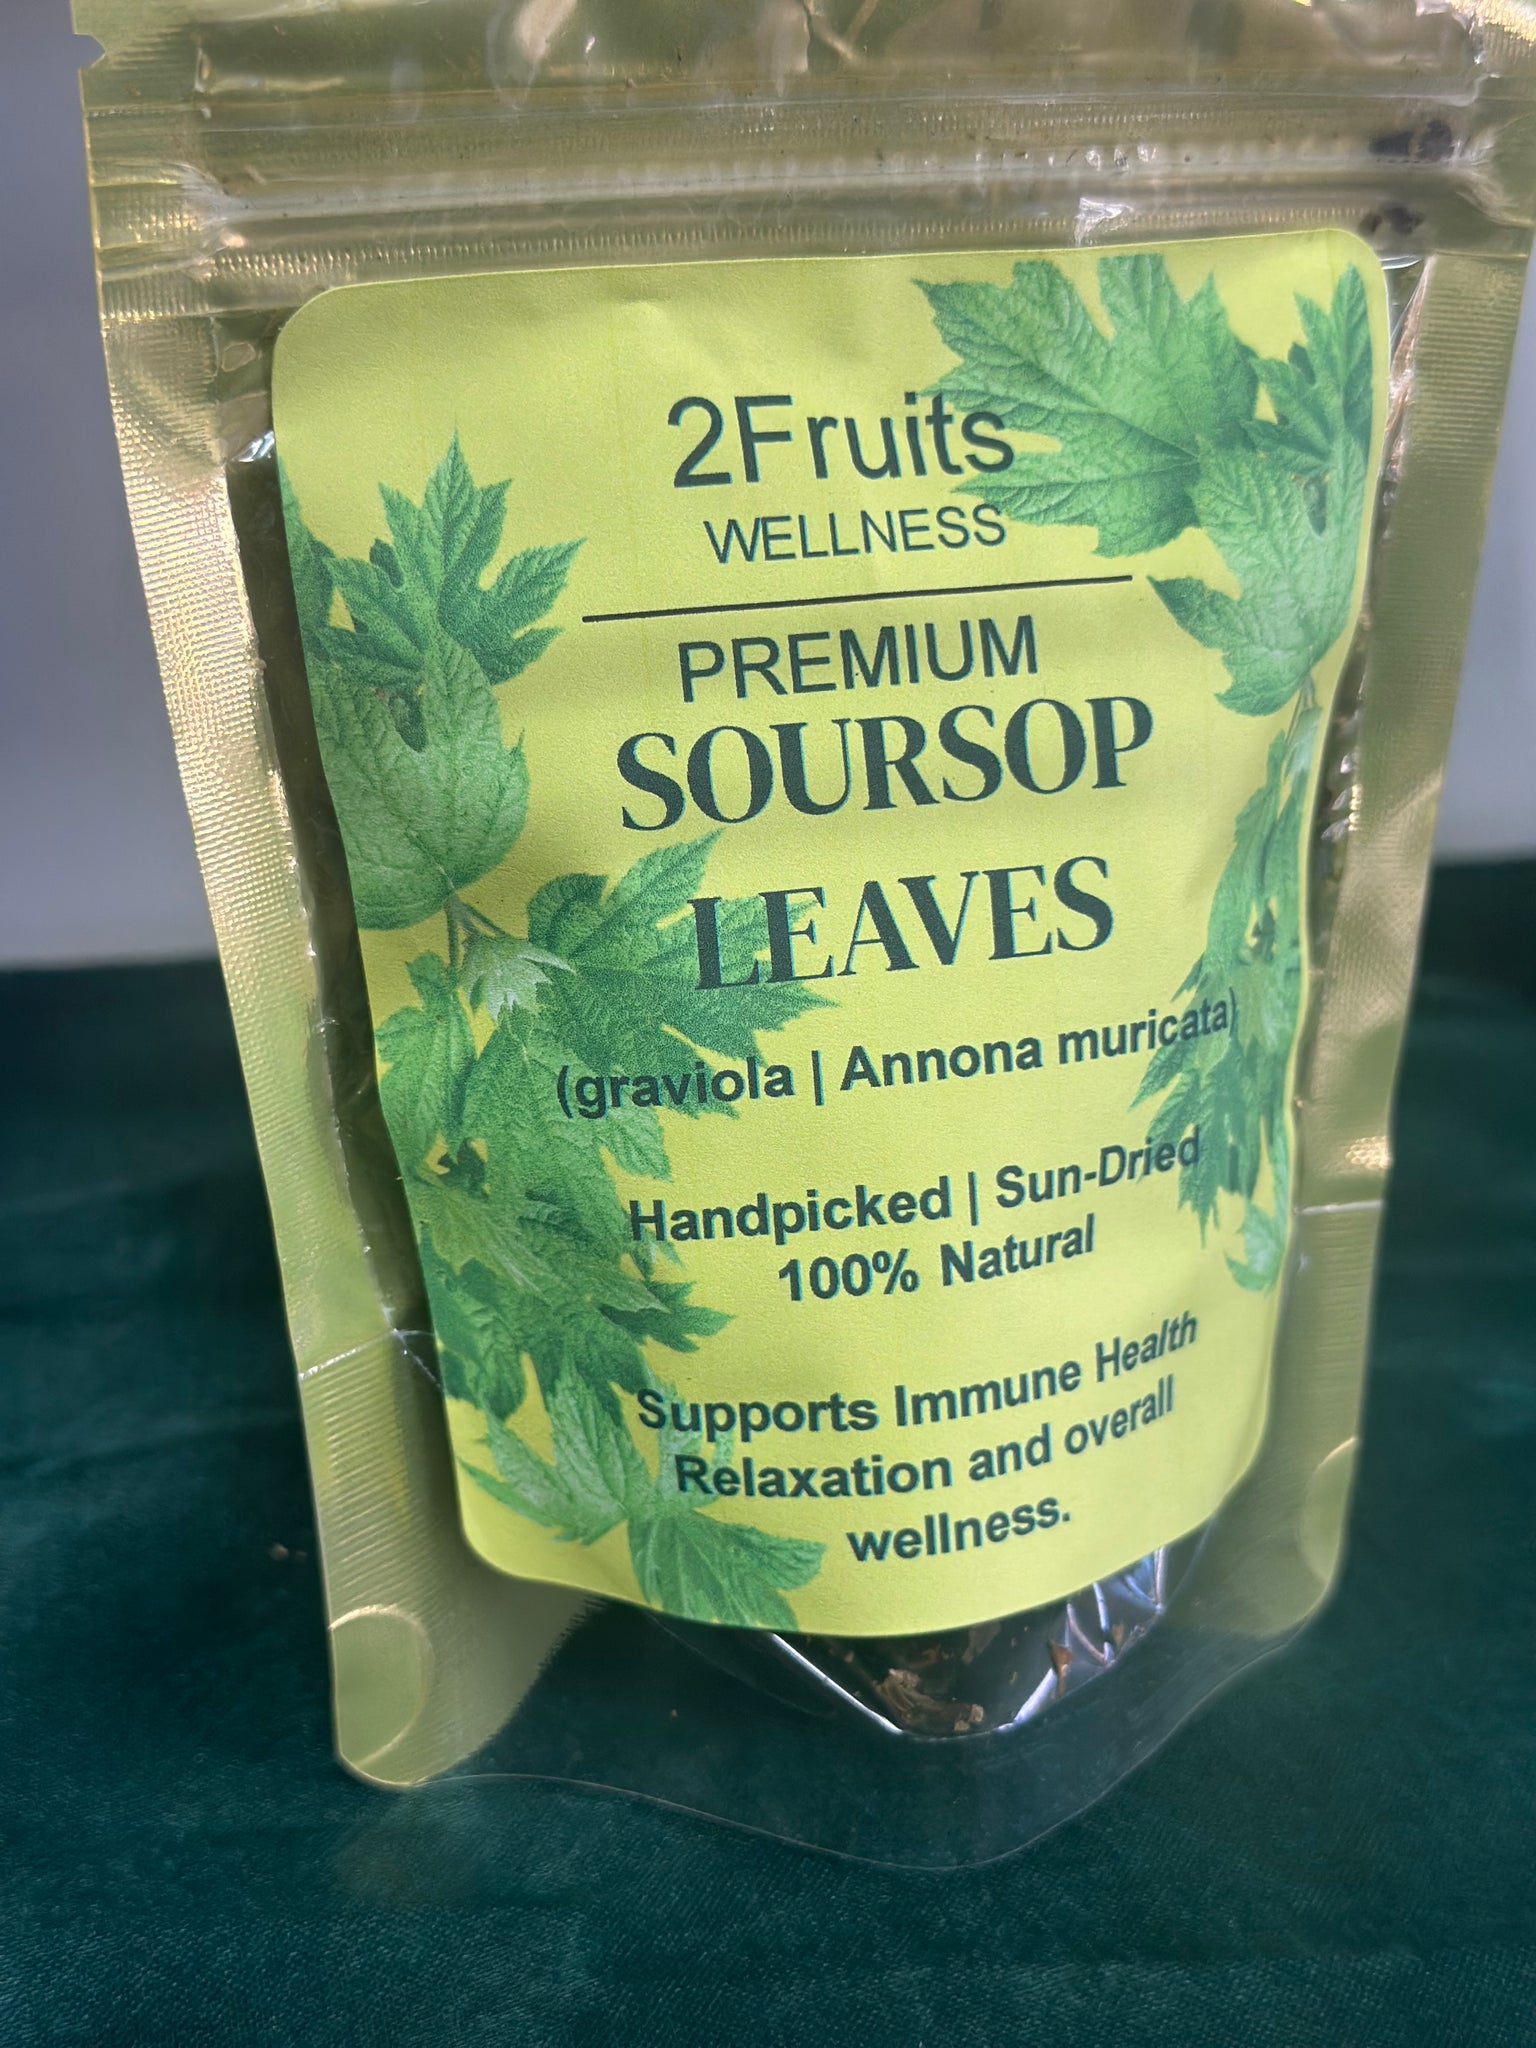 2Fruits
WELLNESS
PREMIUM
SOURSOP
LEAVES
(graviola | Annona muricata)
Handpicked | Sun-Dried
100% Natural
Supports Immune Health
Relaxation and overall
wellness.